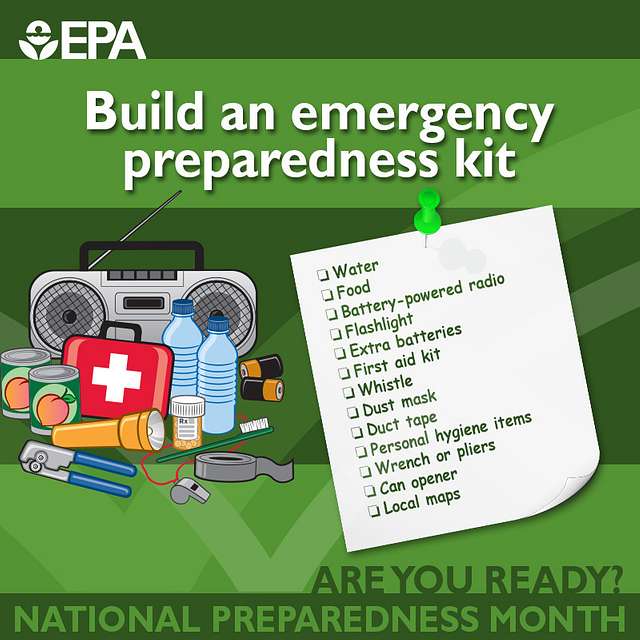 EPA
Build an emergency
preparedness kit
Water
Food
Battery-powered radio
Flashlight
Extra batteries
First aid kit
Whistle
Dust mask
Duct tape
Personal hygiene items
Wrench or pliers
Can opener
Local maps
Rx
ARE YOU READY?
NATIONAL PREPAREDNESS MONTH